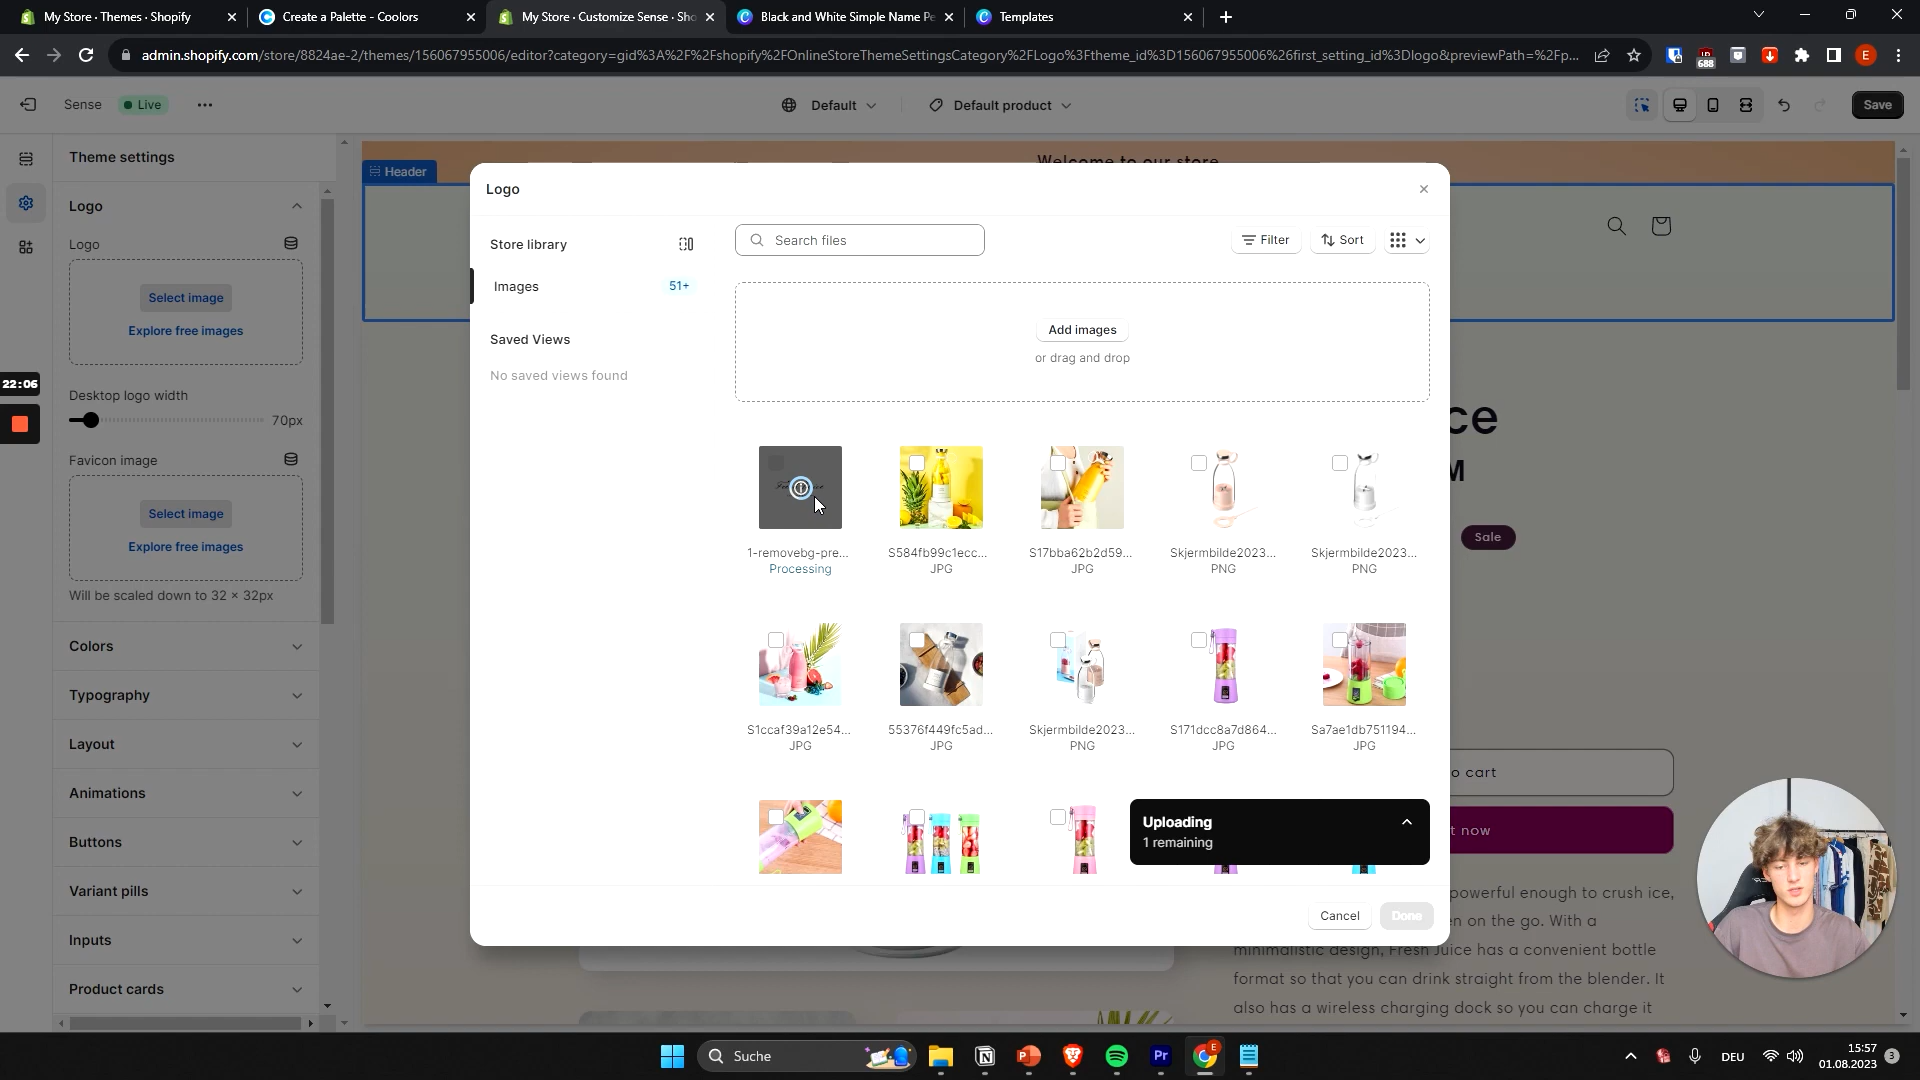 My Store · Themes · Shopify
Create a Palette - Coolors
My Store · Customize Sense · Sho
Black and White Simple Name Pe
Templates
admin.shopify.com/store/8824ae-2/themes/156067955006/editor?category=gid%3A%2F%2Fshopify%2FOnlineStoreThemeSettingsCategory%2FLogo%3Ftheme_id%3D156067955006%26first_setting_id%3Dlogo&previewPath=%2Fp...
688
E
Sense
Live
Default
Default product
Save
Theme settings
Header
Welcome to our store
Logo
Logo
Select image
Explore free images
22:06
Desktop logo width
70px
Favicon image
Select image
Explore free images
Will be scaled down to 32 × 32px
Colors
Typography
Layout
Animations
Buttons
Variant pills
Inputs
Product cards
Logo
Store library
Search files
Filter
Sort
Images
51+
Add images
or drag and drop
Saved Views
No saved views found
1-removebg-pre...
Processing
S584fb99c1ecc...
JPG
S17bba62b2d59...
JPG
Skjermbilde2023...
PNG
Skjermbilde2023...
PNG
S1ccaf39a12e54...
JPG
55376f449fc5ad...
JPG
Skjermbilde2023...
PNG
S171dcc8a7d864...
JPG
Sa7ae1db751194...
JPG
Uploading
1 remaining
Cancel
Done
ce
M
Sale
o cart
t now
powerful enough to crush ice,
en on the go. With a
minimalistic design, Fresh Juice has a convenient bottle
format so that you can drink straight from the blender. It
also has a wireless charging dock so you can charge it
Suche
Pr
E
DEU
15:57
01.08.2023
3